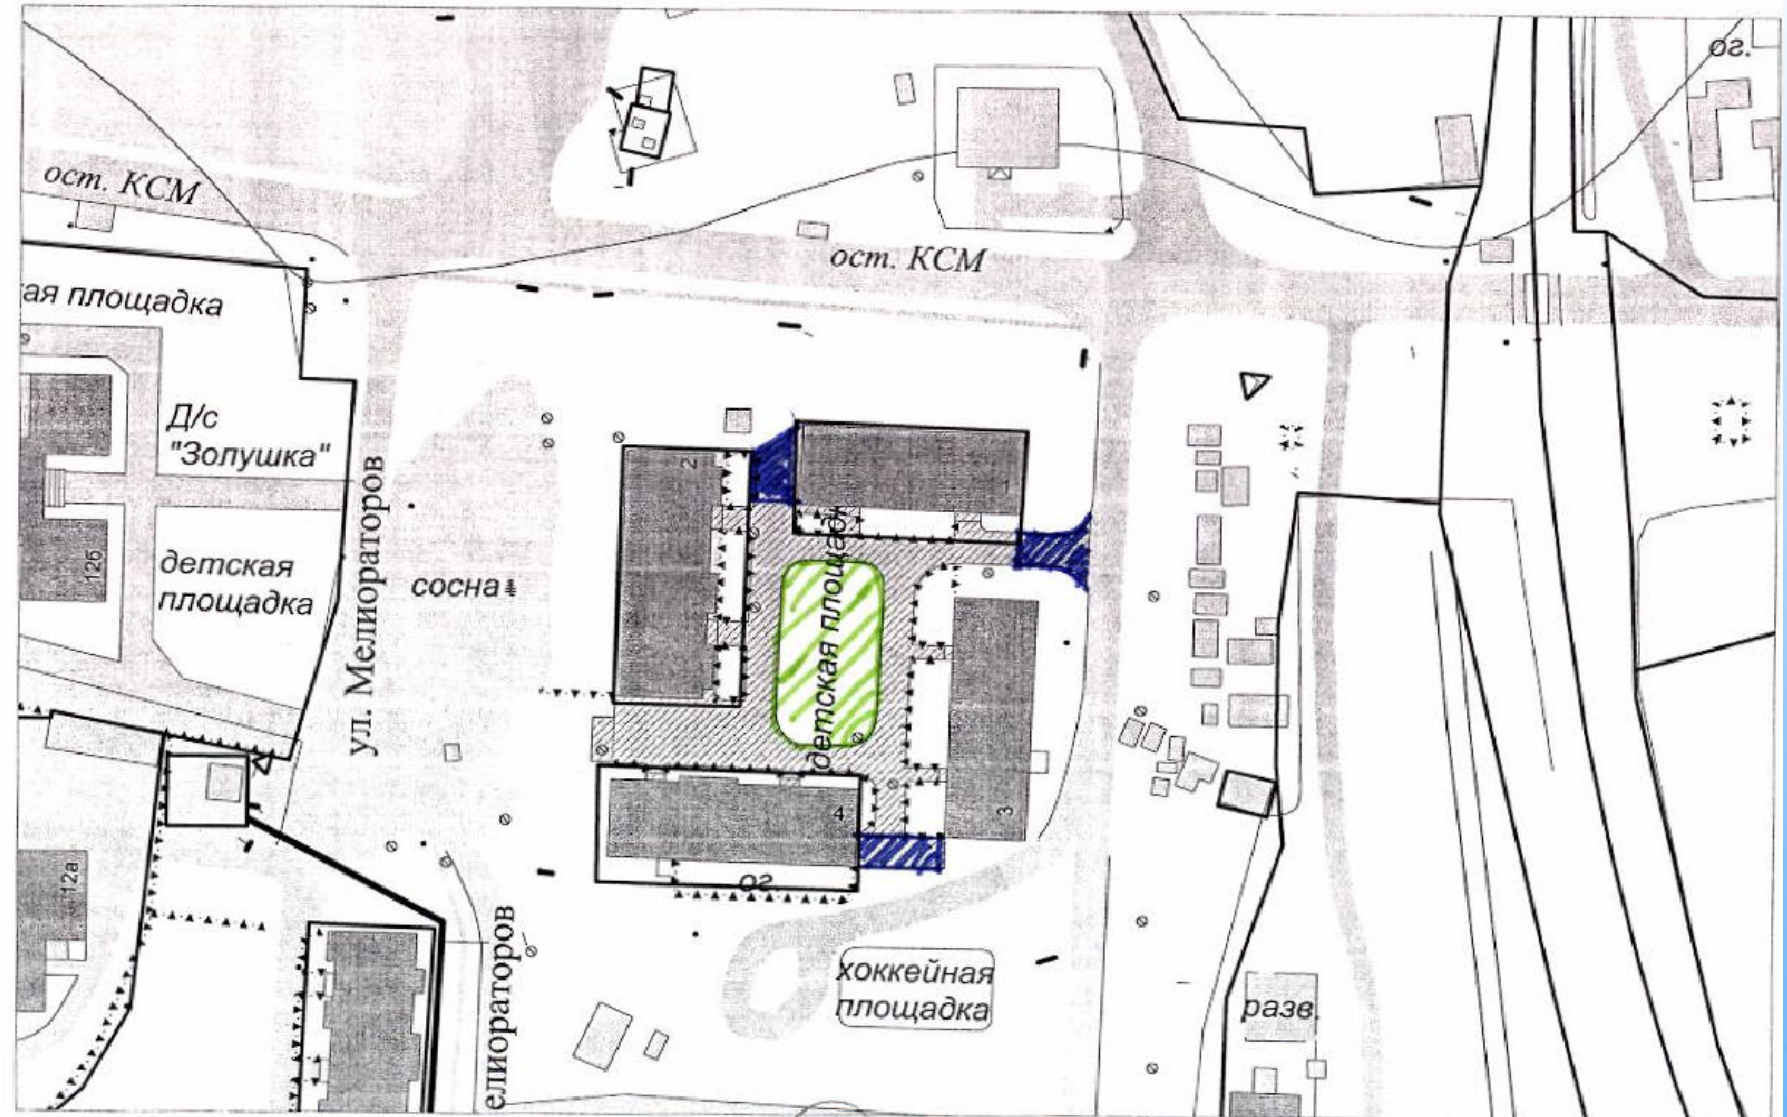 ог.
ост. КСМ
ост. КСМ
ая площадка
Д/с
"Золушка"
2
1
ул. Мелиораторов
12б
детская
площадка
сосна
детская площадк
4
3
12а
ог
елиораторов
хоккейная
площадка
разв.